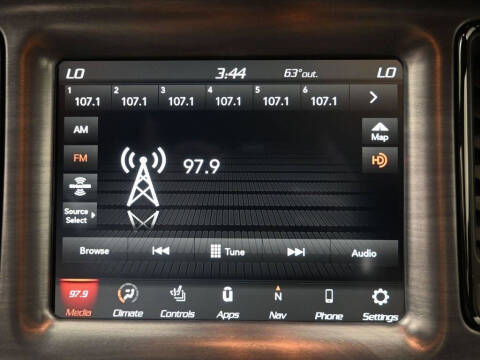 LO 3:44 63°out. LO
1 2 3 4 5 6
107.1 107.1 107.1 107.1 107.1 107.1
AM
Map
FM
HD
97.9
SiriusXM
Source
Select
Browse Tune Audio
97.9 N
Media Climate Controls Apps Nav Phone Settings